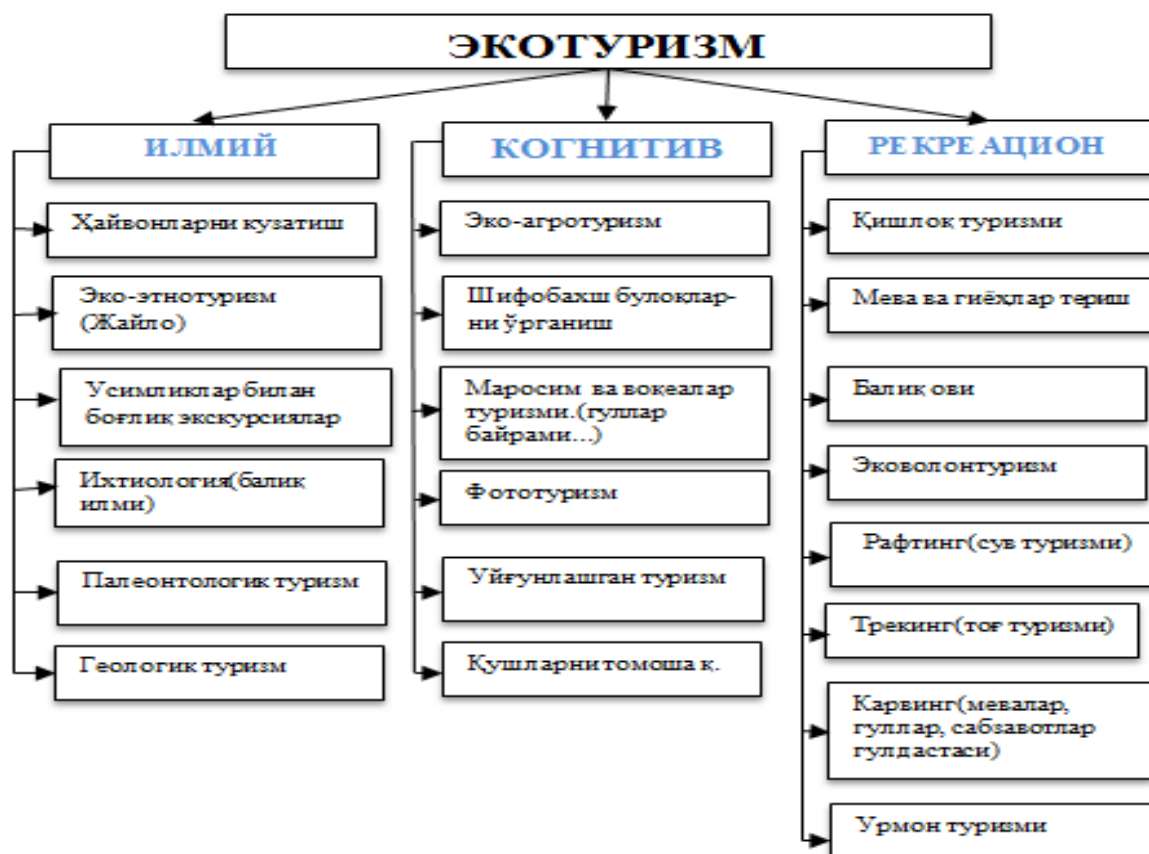 ЭКОТУРИЗМ
ИЛМИЙ
Ҳайвонларни кузатиш
Эко-этнотуризм
(Жайло)
Усимликлар билан
боғлиқ экскурсиялар
Ихтиология(балиқ
илми)
Палеонтологик туризм
Геологик туризм
КОГНИТИВ
Эко-агротуризм
Шифобахш булоқлар-
ни ўрганиш
Маросим ва воқеалар
туризми.(гуллар
байрами...)
Фототуризм
Уйғунлашган туризм
Қушларни томоша қ.
РЕКРЕАЦИОН
Қишлоқ туризми
Мева ва гиёҳлар териш
Балиқ ови
Эковолонтуризм
Рафтинг(сув туризми)
Трекинг(тоғ туризми)
Карвинг(мевалар,
гуллар, сабзавотлар
гулдастаси)
Урмон туризми